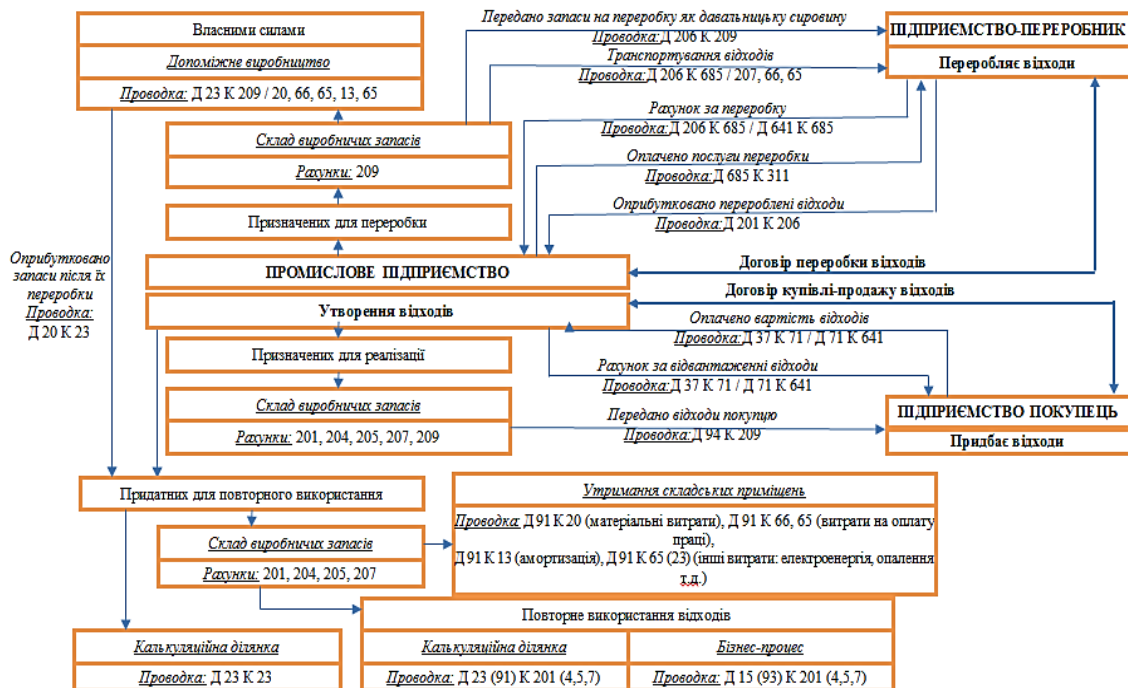 Власними силами
Допоміжне виробництво
Проводка: Д 23 К 209 / 20, 66, 65, 13, 65
Склад виробничих запасів
Рахунки: 209
Призначених для переробки
Передано запаси на переробку як давальницьку сировину
Проводка: Д 206 К 209
Транспортування відходів
Проводка: Д 206 К 685 / 207, 66, 65
Рахунок за переробку
Проводка: Д 206 К 685 / Д 641 К 685
Оплачено послуги переробки
Проводка: Д 685 К 311
Оприбутковано перероблені відходи
Проводка: Д 201 К 206
ПІДПРИЄМСТВО-ПЕРЕРОБНИК
Переробляє відходи
Оприбутковано
запаси після їх
переробки
Проводка:
Д 20 К 23
ПРОМИСЛОВЕ ПІДПРИЄМСТВО
Договір переробки відходів
Утворення відходів
Договір купівлі-продажу відходів
Оплачено вартість відходів
Проводка: Д 37 К 71 / Д 71 К 641
Призначених для реалізації
Рахунок за відвантаженні відходи
Проводка: Д 37 К 71 / Д 71 К 641
Склад виробничих запасів
Рахунки: 201, 204, 205, 207, 209
Передано відходи покупцю
Проводка: Д 94 К 209
ПІДПРИЄМСТВО ПОКУПЕЦЬ
Придбає відходи
Придатних для повторного використання
Склад виробничих запасів
Рахунки: 201, 204, 205, 207
Утримання складських приміщень
Проводка: Д 91 К 20 (матеріальні витрати), Д 91 К 66, 65 (витрати на оплату
праці),
Д 91 К 13 (амортизація), Д 91 К 65 (23) (інші витрати: електроенергія, опалення
т.д.)
Повторне використання відходів
Калькуляційна ділянка
Проводка: Д 23 К 23
Калькуляційна ділянка
Проводка: Д 23 (91) К 201 (4,5,7)
Бізнес-процес
Проводка: Д 15 (93) К 201 (4,5,7)